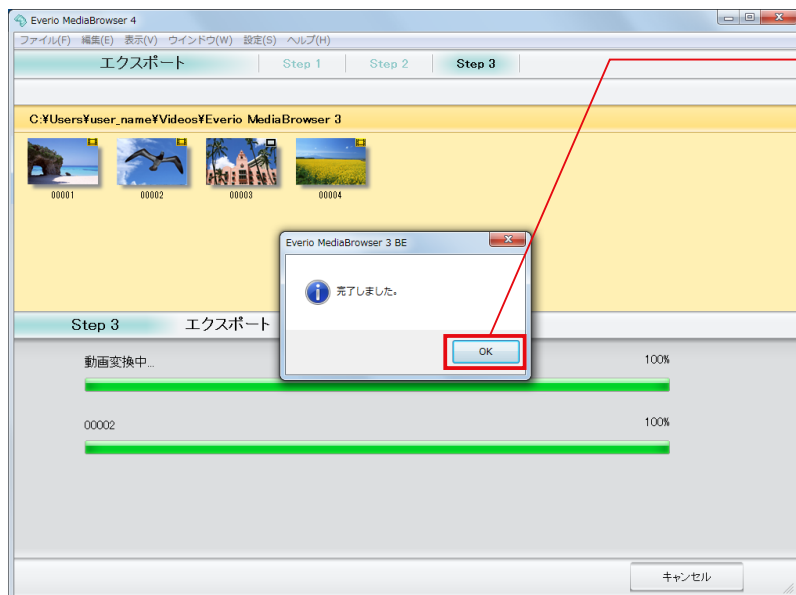 Everio MediaBrowser 4
ファイル(F) 編集(E) 表示(V) ウインドウ(W) 設定(S) ヘルプ(H)
エクスポート Step 1 Step 2 Step 3
C:¥Users¥user_name¥Videos¥Everio MediaBrowser 3
00001 00002 00003 00004
Everio MediaBrowser 3 BE
完了しました。
OK
Step 3 エクスポート
動画変換中... 100%
00002 100%
キャンセル